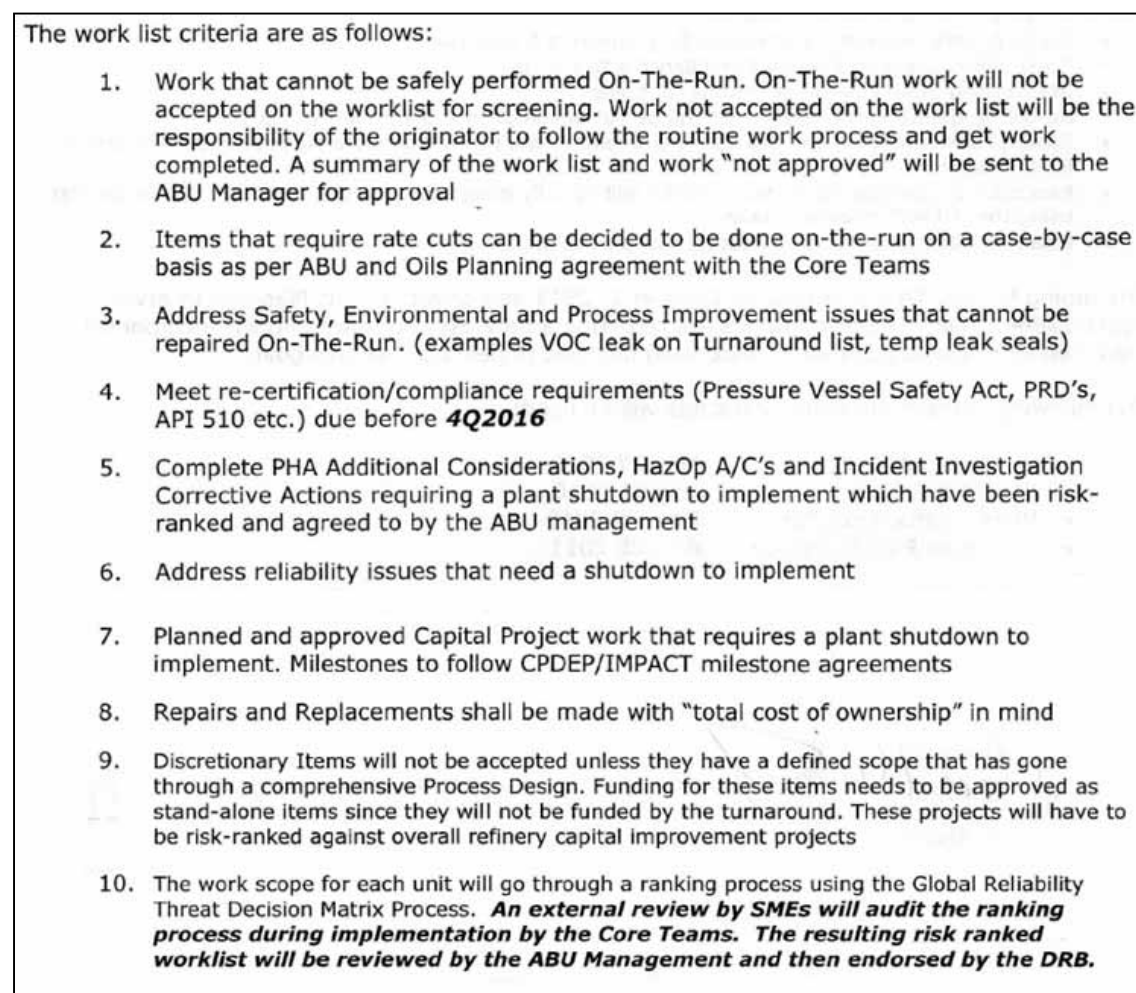 The work list criteria are as follows:
1. Work that cannot be safely performed On-The-Run. On-The-Run work will not be
accepted on the worklist for screening. Work not accepted on the work list will be the
responsibility of the originator to follow the routine work process and get work
completed. A summary of the work list and work "not approved" will be sent to the
ABU Manager for approval
2. Items that require rate cuts can be decided to be done on-the-run on a case-by-case
basis as per ABU and Oils Planning agreement with the Core Teams
3. Address Safety, Environmental and Process Improvement issues that cannot be
repaired On-The-Run. (examples VOC leak on Turnaround list, temp leak seals)
4. Meet re-certification/compliance requirements (Pressure Vessel Safety Act, PRD's,
API 510 etc.) due before 4Q2016
5. Complete PHA Additional Considerations, HazOp A/C's and Incident Investigation
Corrective Actions requiring a plant shutdown to implement which have been risk-
ranked and agreed to by the ABU management
6. Address reliability issues that need a shutdown to implement
7. Planned and approved Capital Project work that requires a plant shutdown to
implement. Milestones to follow CPDEP/IMPACT milestone agreements
8. Repairs and Replacements shall be made with "total cost of ownership" in mind
9. Discretionary Items will not be accepted unless they have a defined scope that has gone
through a comprehensive Process Design. Funding for these items needs to be approved as
stand-alone items since they will not be funded by the turnaround. These projects will have to
be risk-ranked against overall refinery capital improvement projects
10. The work scope for each unit will go through a ranking process using the Global Reliability
Threat Decision Matrix Process. An external review by SMEs will audit the ranking
process during implementation by the Core Teams. The resulting risk ranked
worklist will be reviewed by the ABU Management and then endorsed by the DRB.